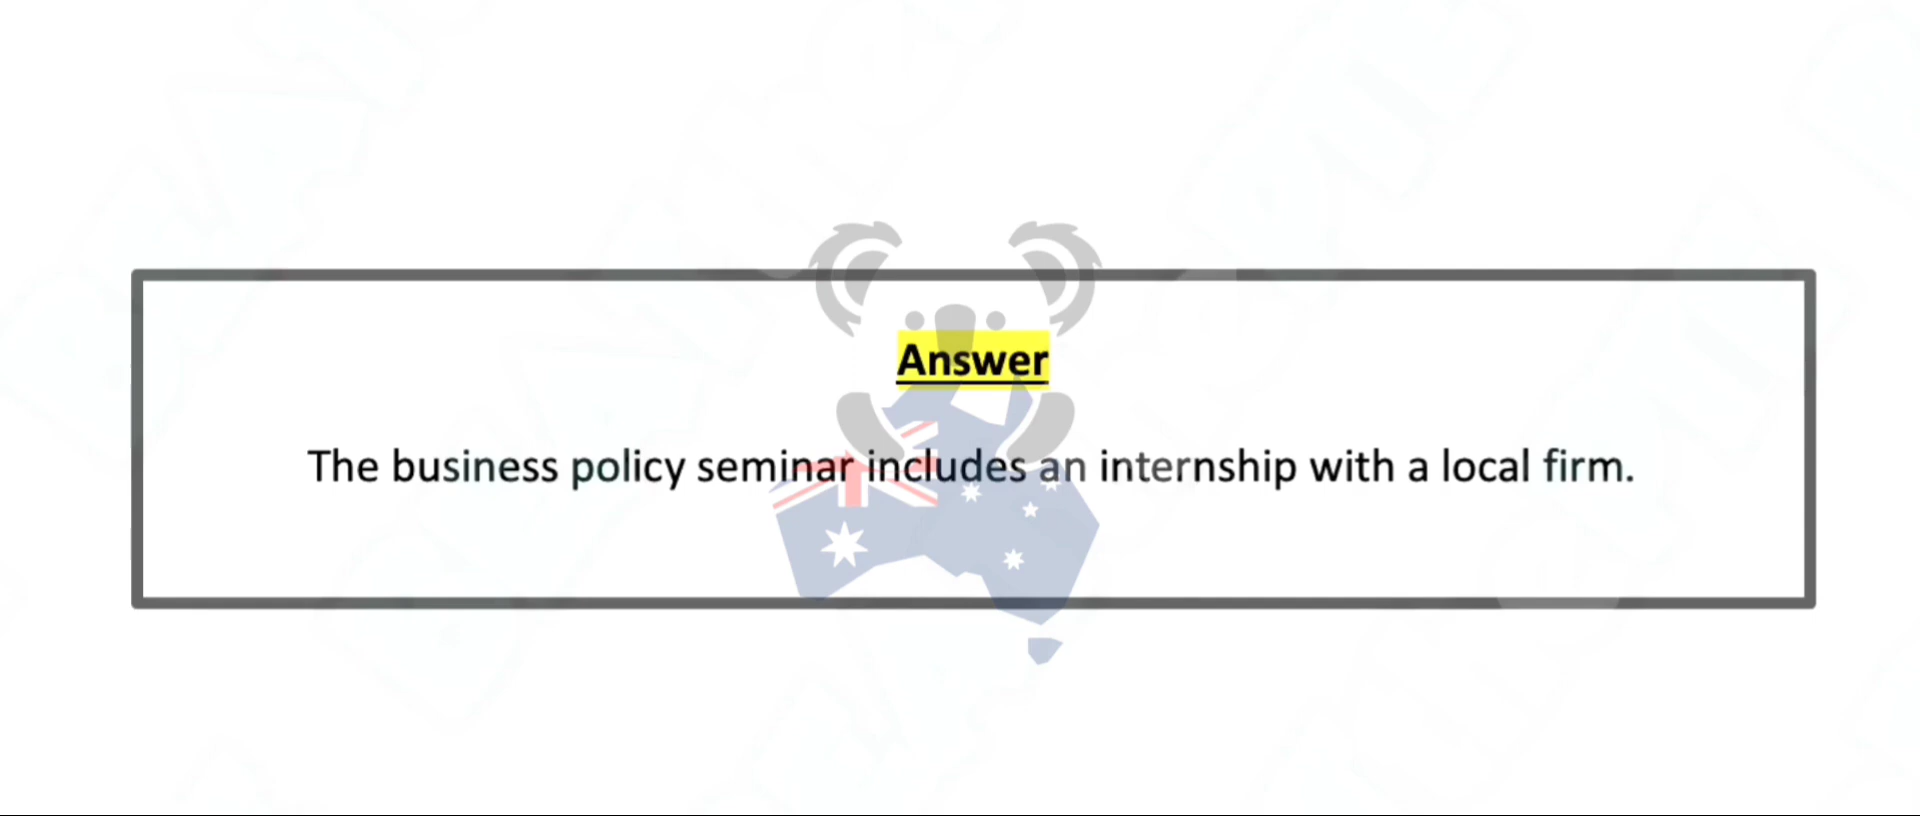 Answer
The business policy seminar includes an internship with a local firm.